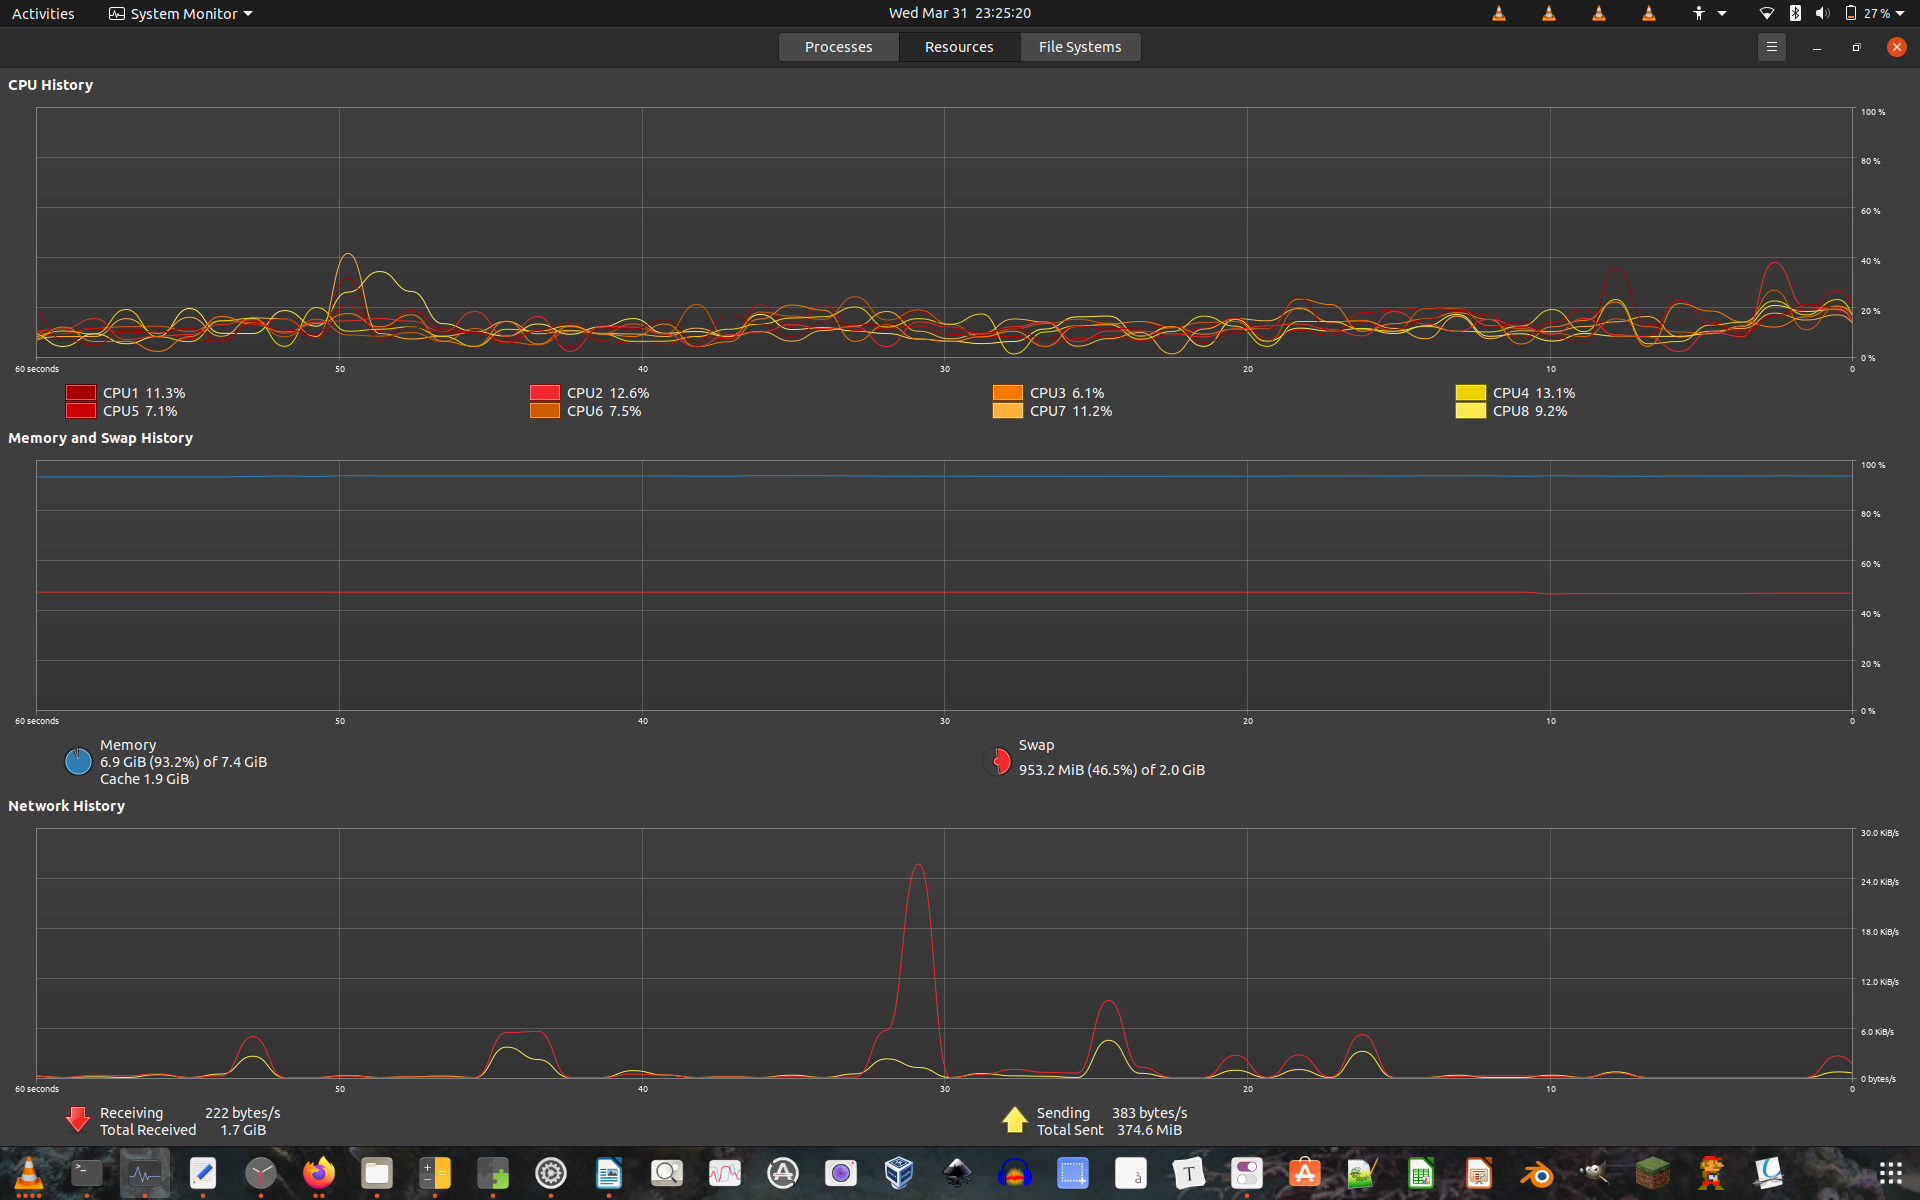 Activities
System Monitor
Wed Mar 31 23:25:20
27 %
Processes
Resources
File Systems
CPU History
100 %
80 %
60 %
40 %
20 %
0 %
60 seconds 50 40 30 20 10 0
CPU1 11.3% CPU2 12.6% CPU3 6.1% CPU4 13.1%
CPU5 7.1% CPU6 7.5% CPU7 11.2% CPU8 9.2%
Memory and Swap History
100 %
80 %
60 %
40 %
20 %
0 %
60 seconds 50 40 30 20 10 0
Memory
6.9 GiB (93.2%) of 7.4 GiB
Cache 1.9 GiB
Swap
953.2 MiB (46.5%) of 2.0 GiB
Network History
30.0 KiB/s
24.0 KiB/s
18.0 KiB/s
12.0 KiB/s
6.0 KiB/s
0 bytes/s
60 seconds 50 40 30 20 10 0
Receiving 222 bytes/s
Total Received 1.7 GiB
Sending 383 bytes/s
Total Sent 374.6 MiB